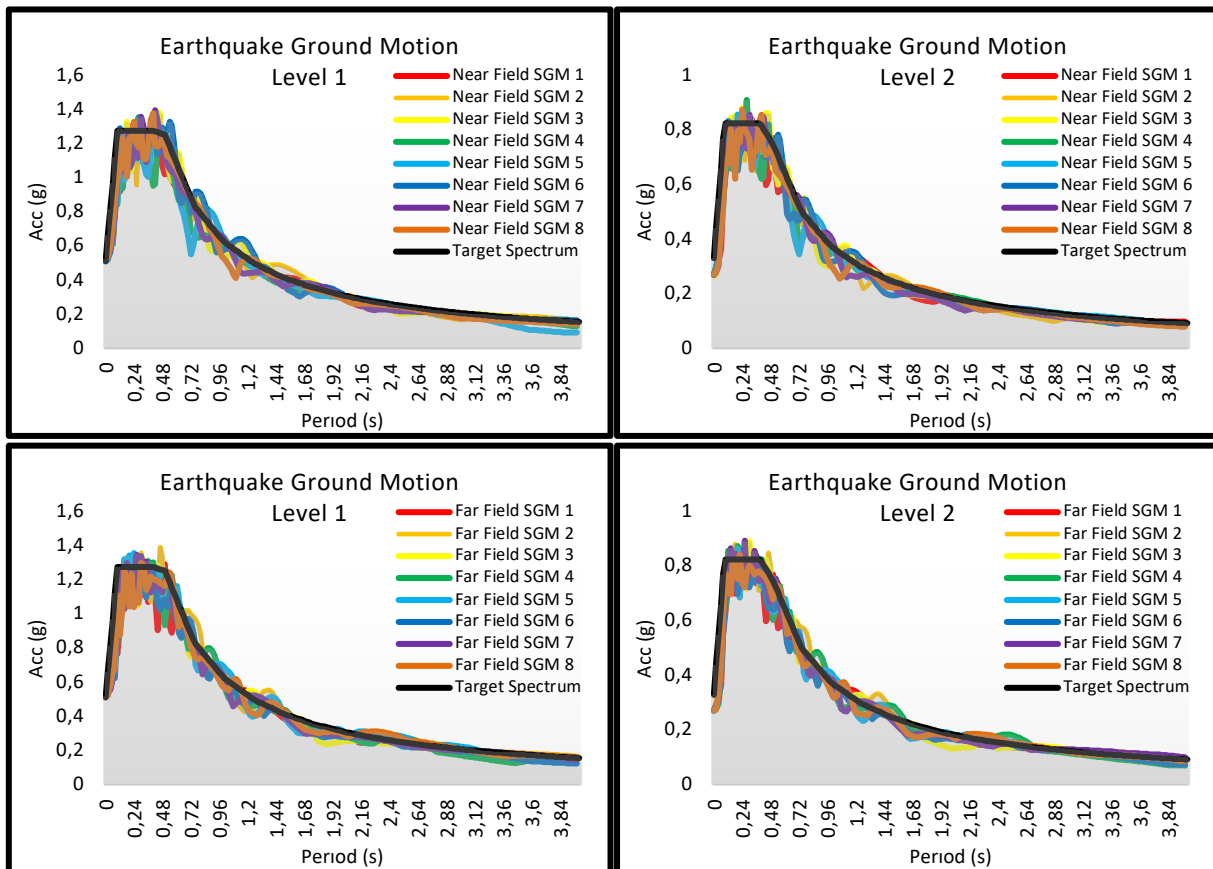 Earthquake Ground Motion
Level 1
1,6
1,4
1,2
1
0,8
0,6
0,4
0,2
0
Acc (g)
Near Field SGM 1
Near Field SGM 2
Near Field SGM 3
Near Field SGM 4
Near Field SGM 5
Near Field SGM 6
Near Field SGM 7
Near Field SGM 8
Target Spectrum
0 0,24 0,48 0,72 0,96 1,2 1,44 1,68 1,92 2,16 2,4 2,64 2,88 3,12 3,36 3,6 3,84
Perıod (s)
Earthquake Ground Motion
Level 2
1
0,8
0,6
0,4
0,2
0
Acc (g)
Near Field SGM 1
Near Field SGM 2
Near Field SGM 3
Near Field SGM 4
Near Field SGM 5
Near Field SGM 6
Near Field SGM 7
Near Field SGM 8
Target Spectrum
0 0,24 0,48 0,72 0,96 1,2 1,44 1,68 1,92 2,16 2,4 2,64 2,88 3,12 3,36 3,6 3,84
Perıod (s)
Earthquake Ground Motion
Level 1
1,6
1,4
1,2
1
0,8
0,6
0,4
0,2
0
Acc (g)
Far Field SGM 1
Far Field SGM 2
Far Field SGM 3
Far Field SGM 4
Far Field SGM 5
Far Field SGM 6
Far Field SGM 7
Far Field SGM 8
Target Spectrum
0 0,24 0,48 0,72 0,96 1,2 1,44 1,68 1,92 2,16 2,4 2,64 2,88 3,12 3,36 3,6 3,84
Perıod (s)
Earthquake Ground Motion
Level 2
1
0,8
0,6
0,4
0,2
0
Acc (g)
Far Field SGM 1
Far Field SGM 2
Far Field SGM 3
Far Field SGM 4
Far Field SGM 5
Far Field SGM 6
Far Field SGM 7
Far Field SGM 8
Target Spectrum
0 0,24 0,48 0,72 0,96 1,2 1,44 1,68 1,92 2,16 2,4 2,64 2,88 3,12 3,36 3,6 3,84
Perıod (s)